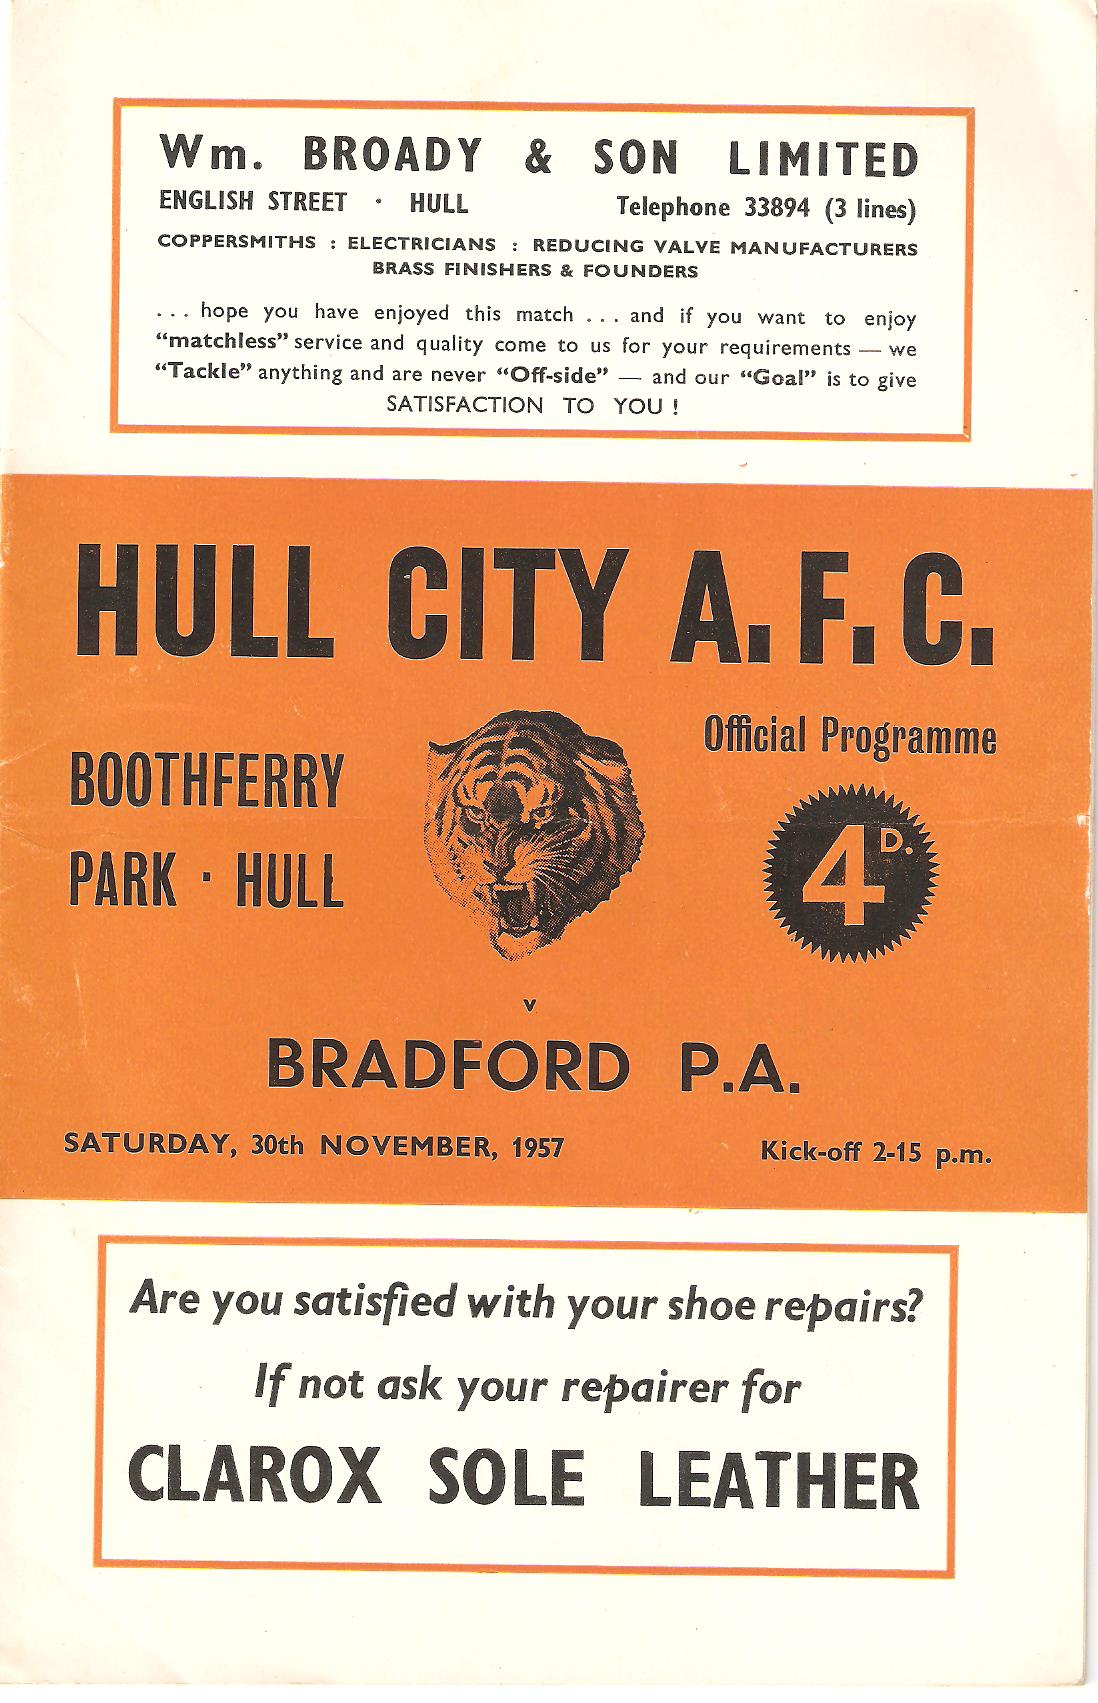 Wm. BROADY & SON LIMITED
ENGLISH STREET · HULL Telephone 33894 (3 lines)
COPPERSMITHS : ELECTRICIANS : REDUCING VALVE MANUFACTURERS
BRASS FINISHERS & FOUNDERS
... hope you have enjoyed this match ... and if you want to enjoy
“matchless” service and quality come to us for your requirements — we
“Tackle” anything and are never “Off-side” — and our “Goal” is to give
SATISFACTION TO YOU !
HULL CITY A.F.C.
BOOTHFERRY
PARK · HULL
Official Programme
4D.
v
BRADFORD P.A.
SATURDAY, 30th NOVEMBER, 1957 Kick-off 2-15 p.m.
Are you satisfied with your shoe repairs?
If not ask your repairer for
CLAROX SOLE LEATHER